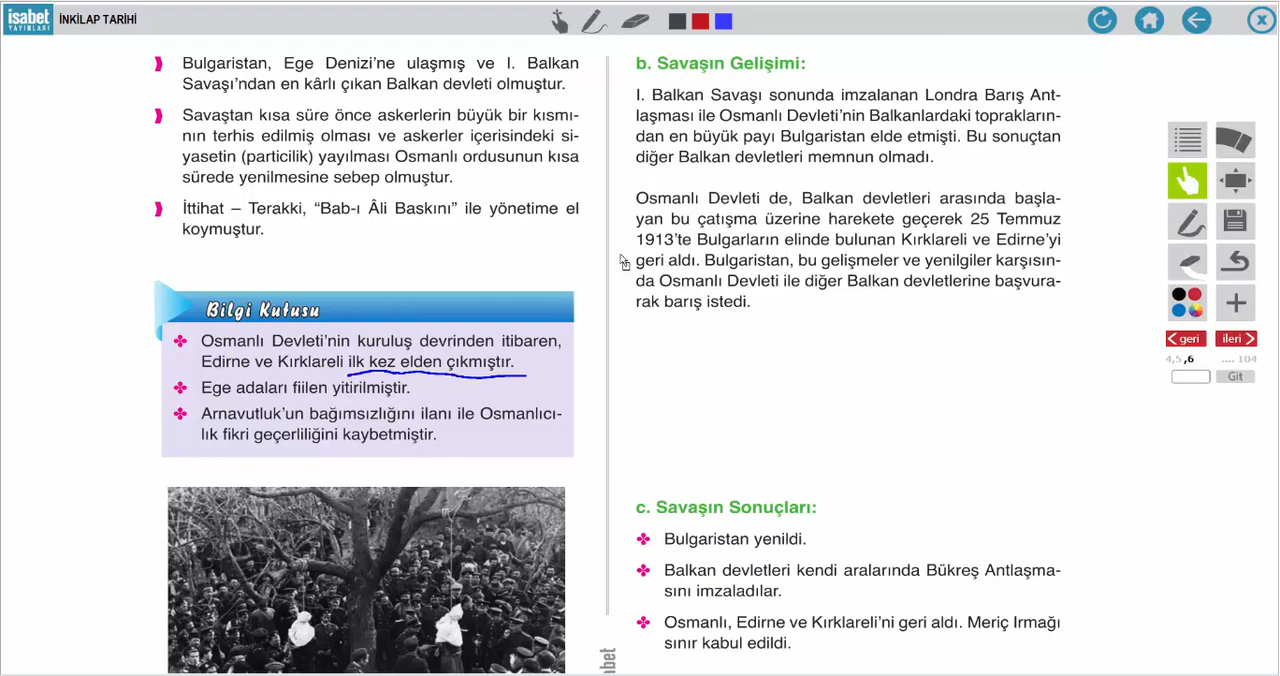 isabet
YAYINLARI
İNKİLAP TARİHİ
Bulgaristan, Ege Denizi’ne ulaşmış ve I. Balkan
Savaşı’ndan en kârlı çıkan Balkan devleti olmuştur.
Savaştan kısa süre önce askerlerin büyük bir kısmı-
nın terhis edilmiş olması ve askerler içerisindeki si-
yasetin (particilik) yayılması Osmanlı ordusunun kısa
sürede yenilmesine sebep olmuştur.
İttihat – Terakki, “Bab-ı Âli Baskını” ile yönetime el
koymuştur.
Bilgi Kutusu
Osmanlı Devleti’nin kuruluş devrinden itibaren,
Edirne ve Kırklareli ilk kez elden çıkmıştır.
Ege adaları fiilen yitirilmiştir.
Arnavutluk’un bağımsızlığını ilanı ile Osmanlıcı-
lık fikri geçerliliğini kaybetmiştir.
b. Savaşın Gelişimi:
I. Balkan Savaşı sonunda imzalanan Londra Barış Ant-
laşması ile Osmanlı Devleti’nin Balkanlardaki toprakların-
dan en büyük payı Bulgaristan elde etmişti. Bu sonuçtan
diğer Balkan devletleri memnun olmadı.
Osmanlı Devleti de, Balkan devletleri arasında başla-
yan bu çatışma üzerine harekete geçerek 25 Temmuz
1913’te Bulgarların elinde bulunan Kırklareli ve Edirne’yi
geri aldı. Bulgaristan, bu gelişmeler ve yenilgiler karşısın-
da Osmanlı Devleti ile diğer Balkan devletlerine başvura-
rak barış istedi.
c. Savaşın Sonuçları:
Bulgaristan yenildi.
Balkan devletleri kendi aralarında Bükreş Antlaşma-
sını imzaladılar.
Osmanlı, Edirne ve Kırklareli’ni geri aldı. Meriç Irmağı
sınır kabul edildi.
abet
geri
ileri
4,5 ,6
.... 104
Git